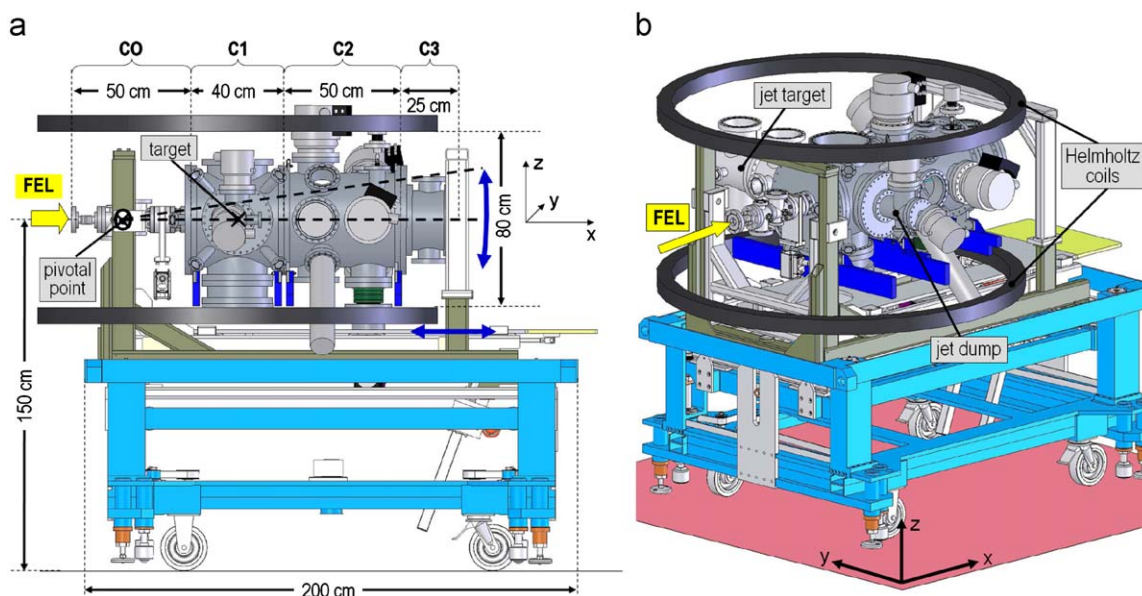 a
CO
C1
C2
C3
50 cm
40 cm
50 cm
25 cm
target
FEL
z
y
x
80 cm
pivotal
point
150 cm
200 cm
b
jet target
Helmholtz
coils
FEL
jet dump
z
y
x